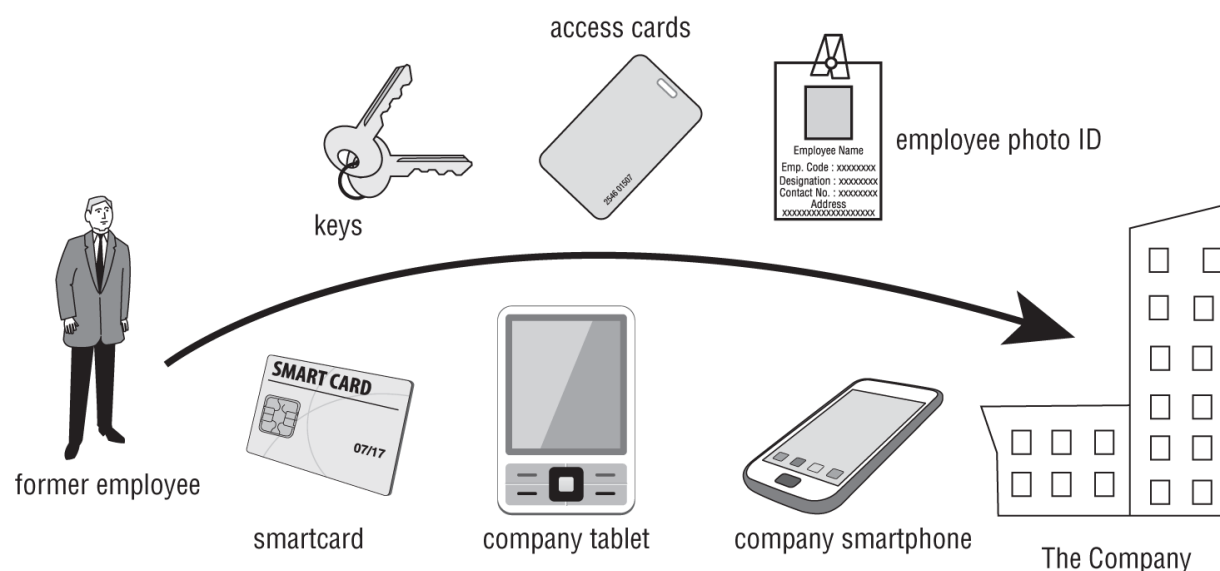 access cards
2546 01507
Employee Name
Emp. Code : xxxxxxxx
Designation : xxxxxxxx
Contact No. : xxxxxxxx
Address
xxxxxxxxxxxxxxxxxxx
employee photo ID
keys
former employee
SMART CARD
07/17
smartcard
company tablet
company smartphone
The Company